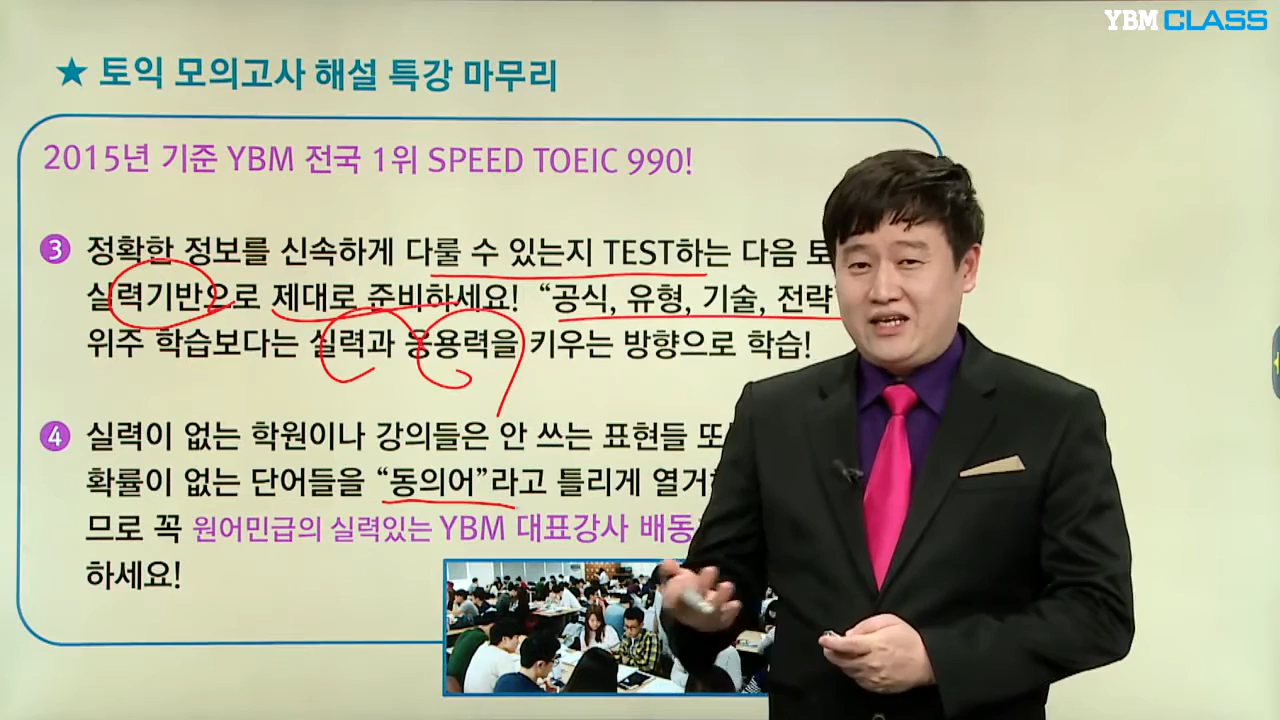 YBM CLASS
★ 토익 모의고사 해설 특강 마무리
2015년 기준 YBM 전국 1위 SPEED TOEIC 990!
3 정확한 정보를 신속하게 다룰 수 있는지 TEST하는 다음
실력기반으로 제대로 준비하세요! “공식, 유형, 기술, 전략”
위주 학습보다는 실력과 응용력을 키우는 방향으로 학습!
4 실력이 없는 학원이나 강의들은 안 쓰는 표현들
확률이 없는 단어들을 “동의어”라고 틀리게
므로 꼭 원어민급의 실력있는 YBM 대표강사
하세요!